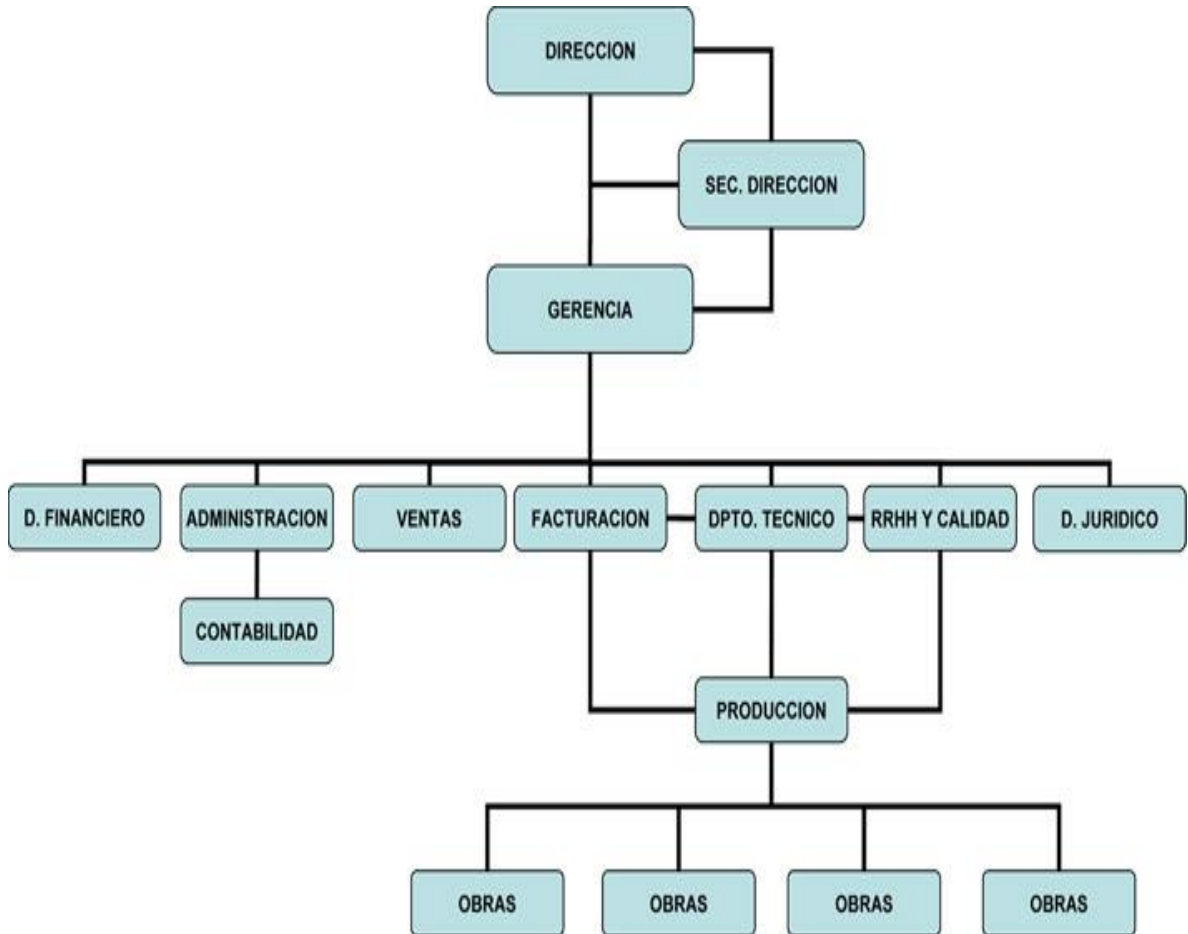 DIRECCION
SEC. DIRECCION
GERENCIA
D. FINANCIERO
ADMINISTRACION
VENTAS
FACTURACION
DPTO. TECNICO
RRHH Y CALIDAD
D. JURIDICO
CONTABILIDAD
PRODUCCION
OBRAS
OBRAS
OBRAS
OBRAS